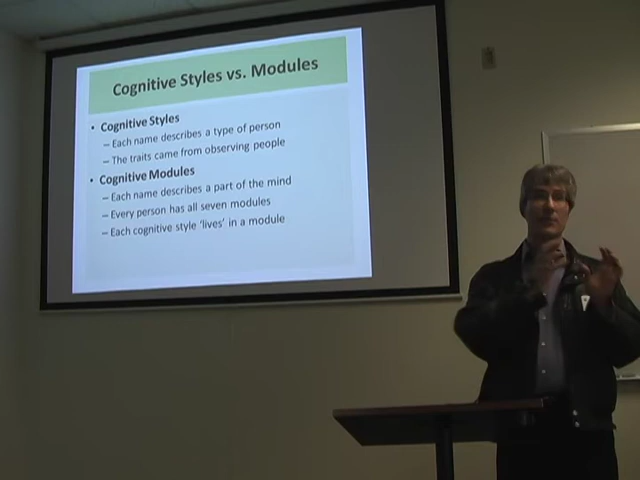 Cognitive Styles vs. Modules
• Cognitive Styles
– Each name describes a type of person
– The traits came from observing people
• Cognitive Modules
– Each name describes a part of the mind
– Every person has all seven modules
– Each cognitive style 'lives' in a module